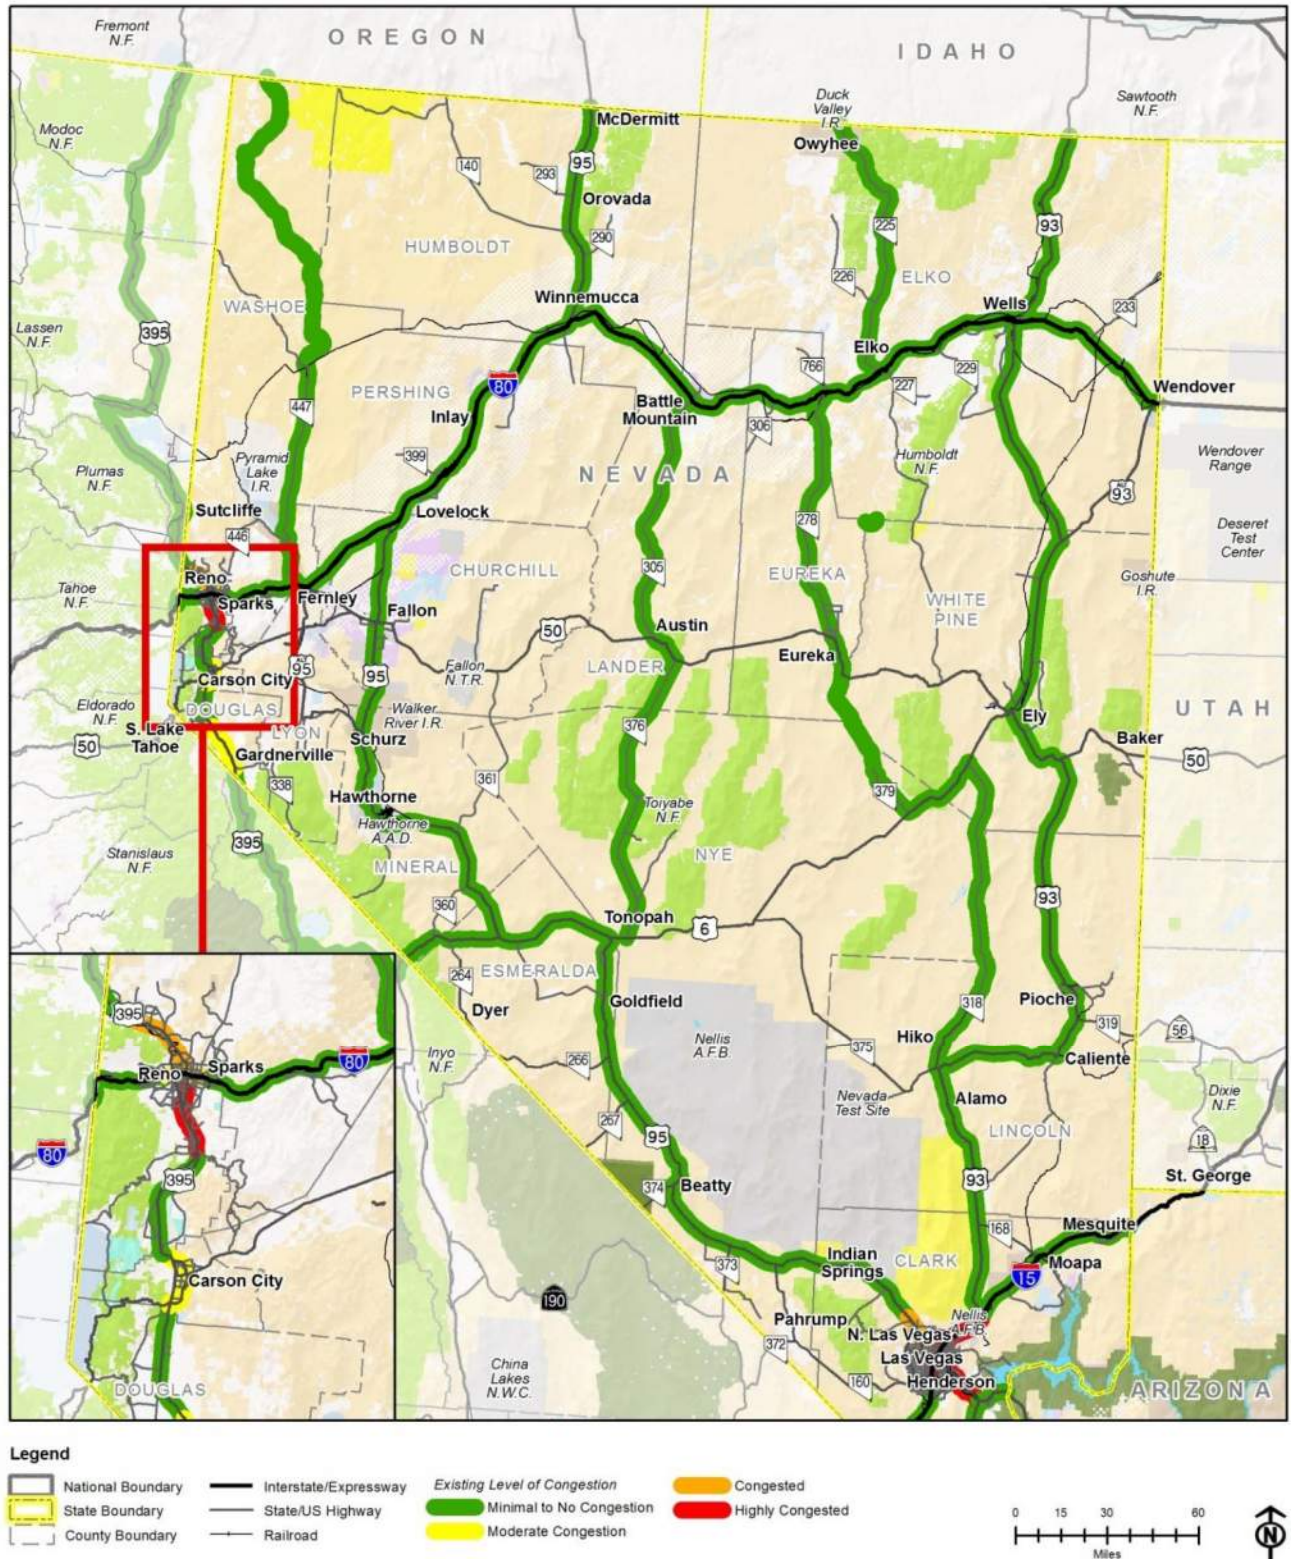 OREGON
IDAHO
Fremont
N.F.
Modoc
N.F.
Duck
Valley
I.R.
Sawtooth
N.F.
McDermitt
Owyhee
95
140
293
Orovada
290
225
93
HUMBOLDT
226
ELKO
WASHOE
Winnemucca
Wells
233
Lassen
N.F.
395
Elko
766
229
227
80
PERSHING
Inlay
Battle
Mountain
306
Wendover
447
399
NEVADA
Humboldt
N.F.
Wendover
Range
Plumas
N.F.
Pyramid
Lake
I.R.
93
Sutcliffe
Lovelock
446
278
Deseret
Test
Center
Reno
Sparks
Fernley
CHURCHILL
305
EUREKA
Goshute
I.R.
Tahoe
N.F.
Fallon
WHITE
PINE
50
Austin
95
Carson City
95
Fallon
N.T.R.
LANDER
Eureka
Eldorado
N.F.
DOUGLAS
Walker
River I.R.
376
Ely
UTAH
S. Lake
Tahoe
LYON
Schurz
Baker
50
Gardnerville
50
338
361
379
Hawthorne
Hawthorne
A.A.D.
Toiyabe
N.F.
395
Stanislaus
N.F.
MINERAL
NYE
93
360
Tonopah
6
264
ESMERALDA
Dyer
Goldfield
318
Pioche
319
56
Nellis
A.F.B.
Hiko
Inyo
N.F.
266
375
Caliente
Nevada
Test Site
Alamo
Dixie
N.F.
267
95
LINCOLN
18
374
Beatty
93
St. George
168
Mesquite
373
Indian
Springs
CLARK
Moapa
15
190
Pahrump
Nellis
A.F.B.
N. Las Vegas
372
Las Vegas
China
Lakes
N.W.C.
160
Henderson
ARIZONA
395
Reno
Sparks
80
80
395
Carson City
DOUGLAS
Legend
National Boundary
State Boundary
County Boundary
Interstate/Expressway
State/US Highway
Railroad
Existing Level of Congestion
Minimal to No Congestion
Moderate Congestion
Congested
Highly Congested
0 15 30 60
Miles
N